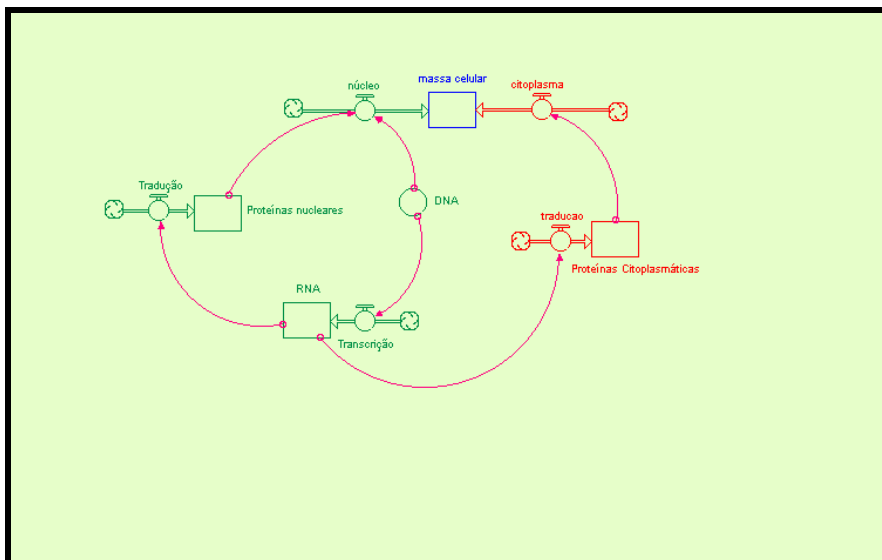 massa celular
núcleo
citoplasma
Tradução
DNA
Proteínas nucleares
traducao
Proteínas Citoplasmáticas
RNA
Transcrição